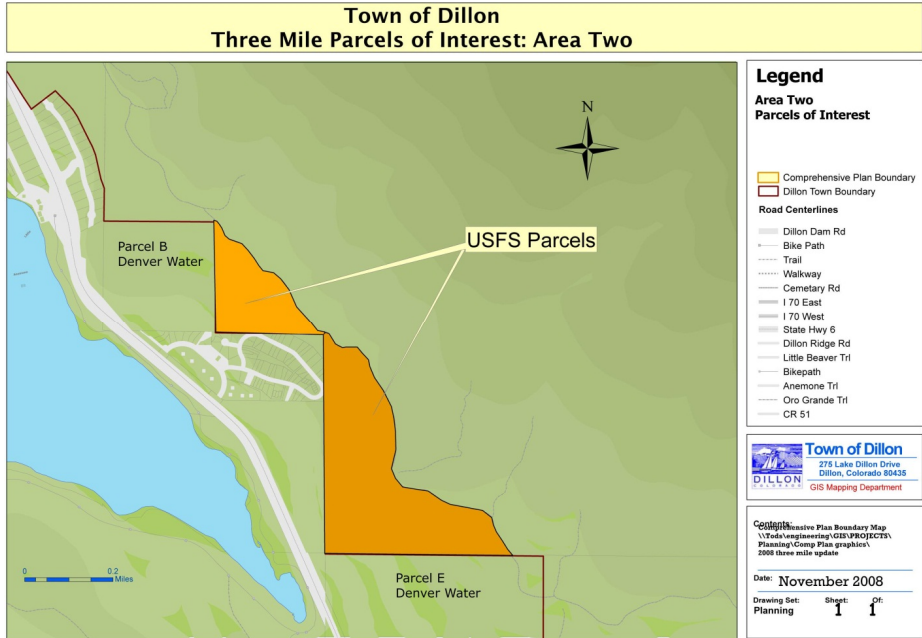 Town of Dillon
Three Mile Parcels of Interest: Area Two
N
USFS Parcels
Parcel B
Denver Water
Parcel E
Denver Water
0
0.2
Miles
Legend
Area Two
Parcels of Interest
Comprehensive Plan Boundary
Dillon Town Boundary
Road Centerlines
Dillon Dam Rd
Bike Path
Trail
Walkway
Cemetary Rd
I 70 East
I 70 West
State Hwy 6
Dillon Ridge Rd
Little Beaver Trl
Bikepath
Anemone Trl
Oro Grande Trl
CR 51
DILLON
COLORADO
Town of Dillon
275 Lake Dillon Drive
Dillon, Colorado 80435
GIS Mapping Department
Contents:
Comprehensive Plan Boundary Map
\\Tods\engineering\GIS\PROJECTS\
Planning\Comp Plan graphics\
2008 three mile update
Date: November 2008
Drawing Set: Sheet: Of:
Planning 1 1